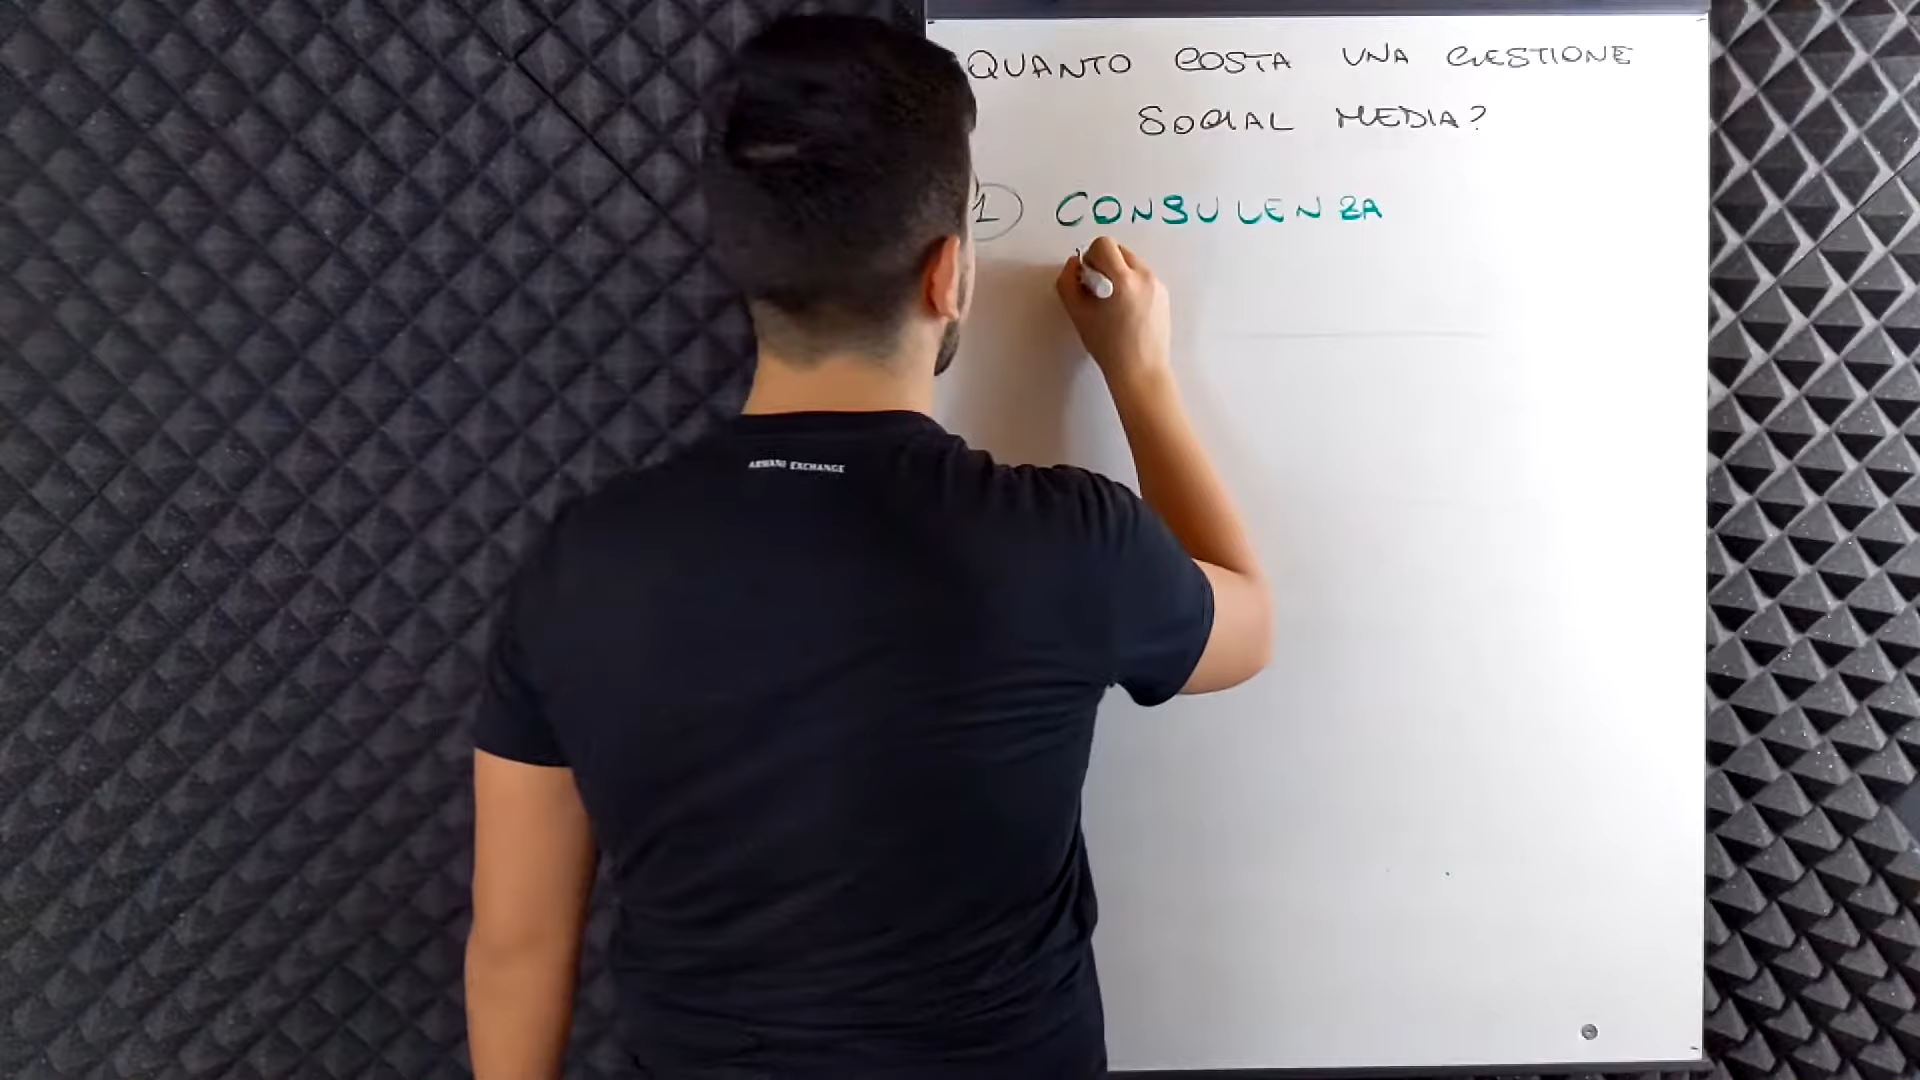 QUANTO COSTA UNA GESTIONE
SOCIAL MEDIA?
1 CONSULENZA
ARMANI EXCHANGE